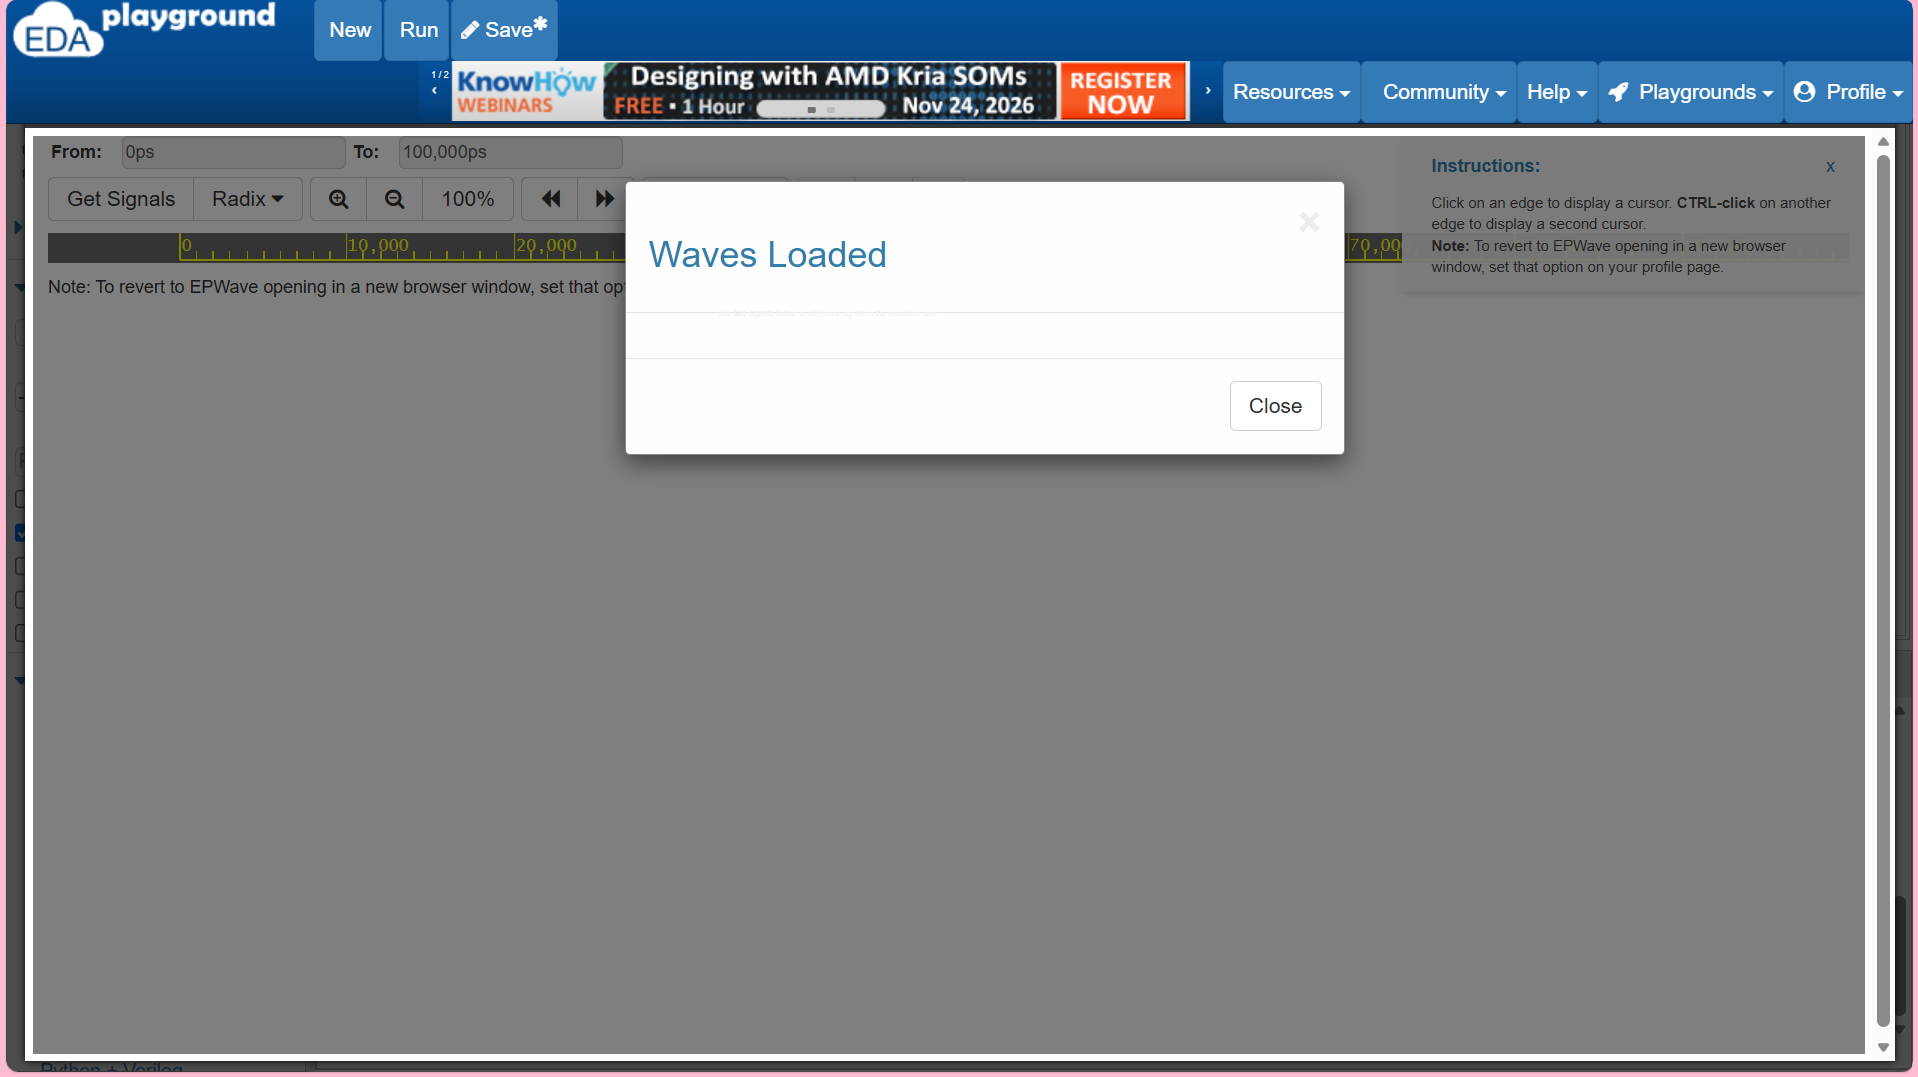 EDA playground
New
Run
Save*
1 / 2
‹
KnowHow WEBINARS
Designing with AMD Kria SOMs
FREE • 1 Hour
Nov 24, 2026
REGISTER NOW
›
Resources
Community
Help
Playgrounds
Profile
From: 0ps To: 100,000ps
Get Signals
Radix
100%
0 10,000 20,000 70,000
Note: To revert to EPWave opening in a new browser window, set that
Waves Loaded
×
Close
Instructions:
x
Click on an edge to display a cursor. CTRL-click on another
edge to display a second cursor.
Note: To revert to EPWave opening in a new browser
window, set that option on your profile page.
Python + Verilog